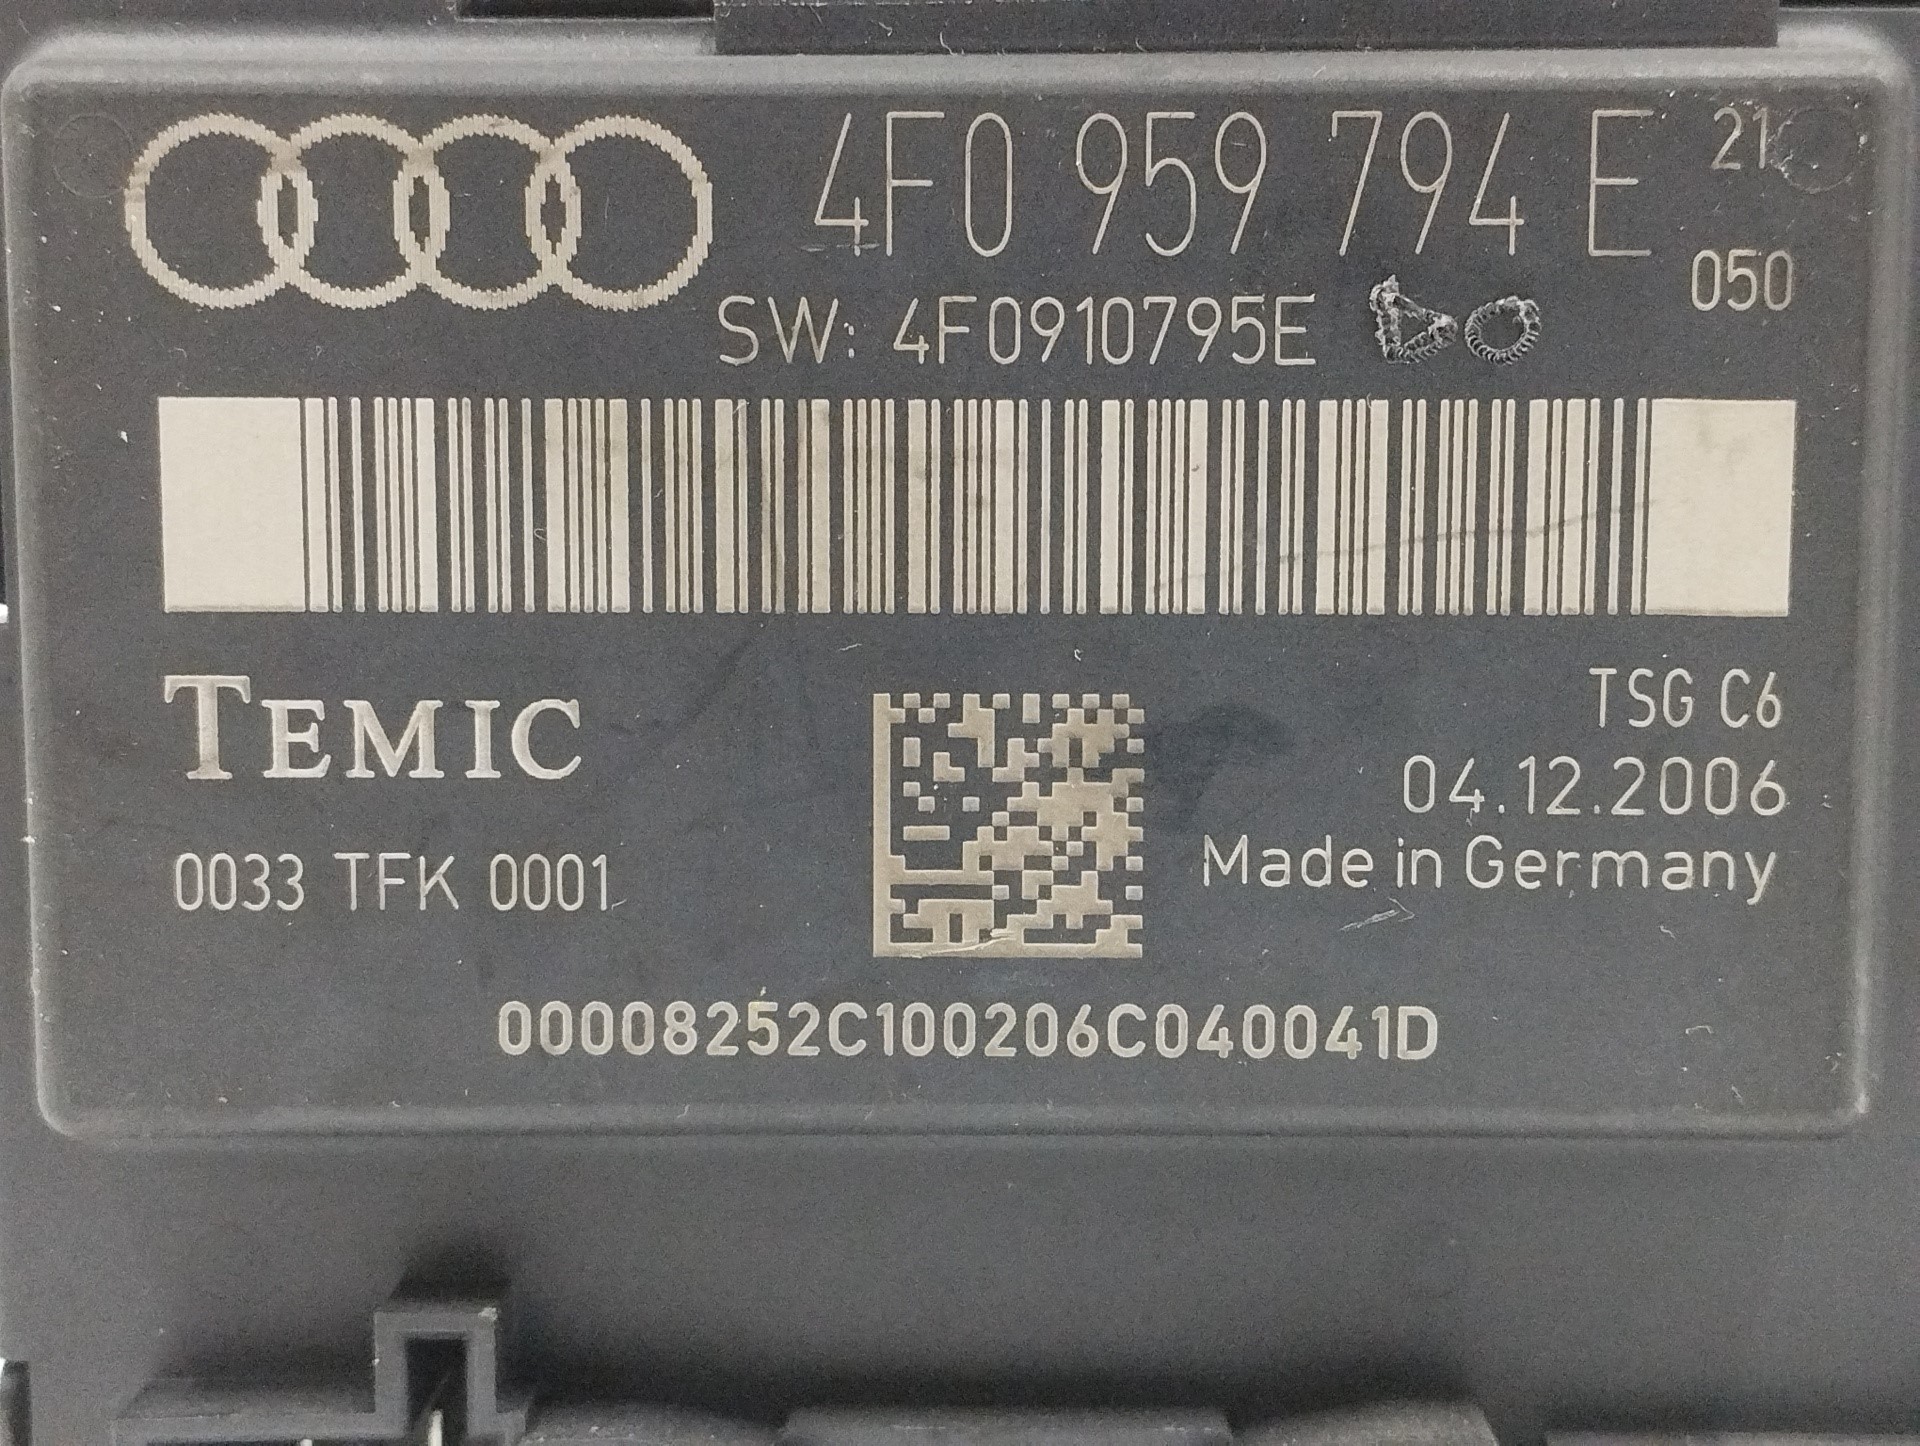 4F0 959 794 E 21
050
SW: 4F0910795E
TEMIC
TSG C6
04.12.2006
0033 TFK 0001
Made in Germany
00008252C100206C040041D